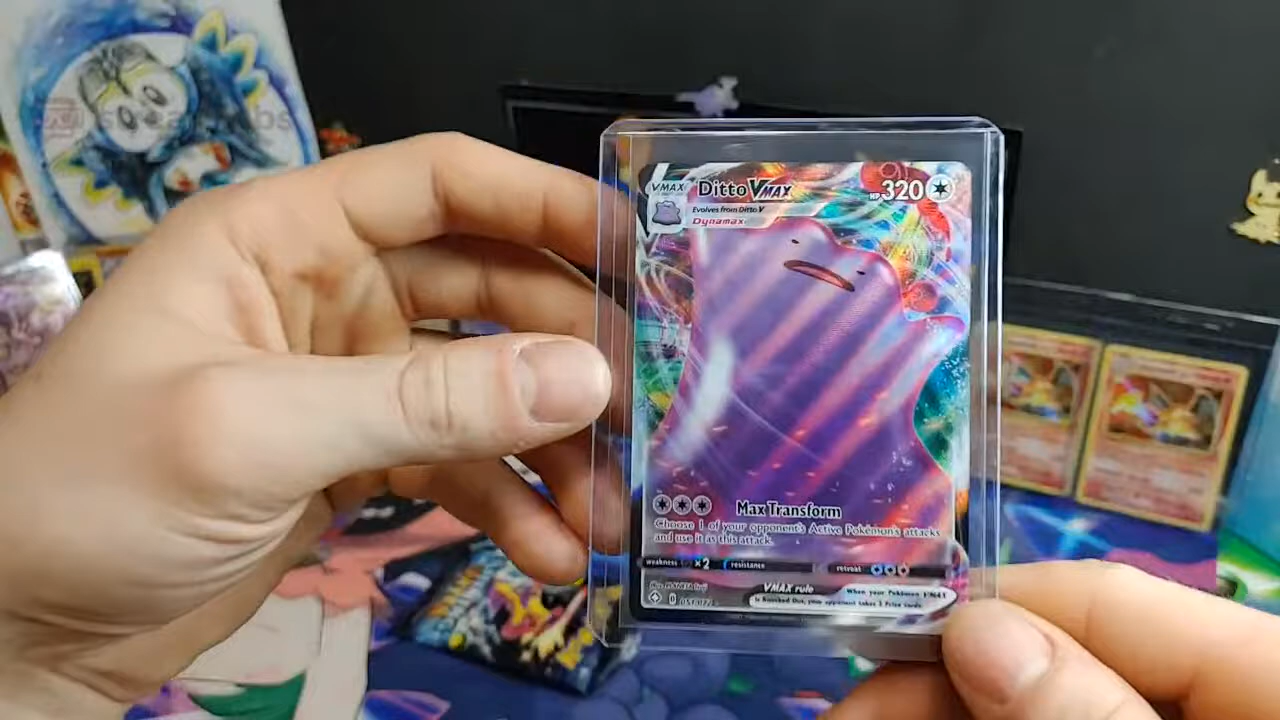 VMAX
Ditto VMAX
HP 320
Evolves from Ditto V
Dynamax
Max Transform
Choose 1 of your opponent's Active Pokémon's attacks
and use it as this attack.
weakness ×2 resistance retreat
VMAX rule
When your Pokémon VMAX
is Knocked Out, your opponent takes 3 Prize cards.